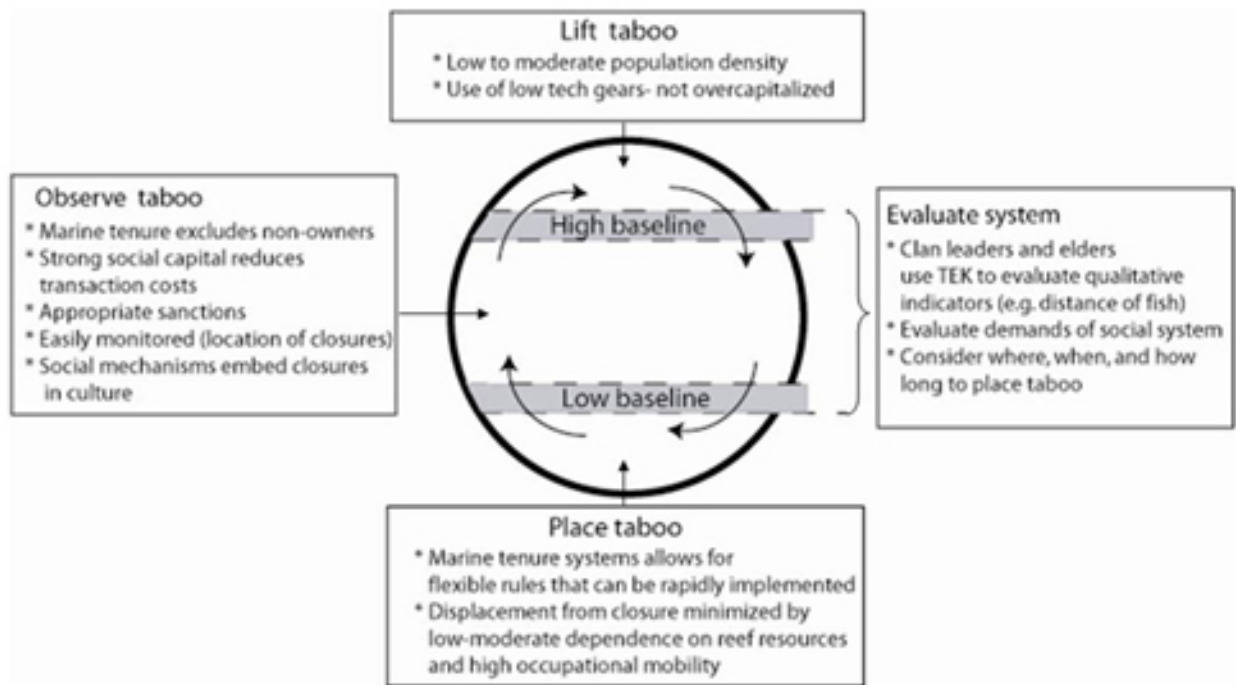 Lift taboo
* Low to moderate population density
* Use of low tech gears- not overcapitalized
Observe taboo
* Marine tenure excludes non-owners
* Strong social capital reduces
transaction costs
* Appropriate sanctions
* Easily monitored (location of closures)
* Social mechanisms embed closures
in culture
High baseline
Low baseline
Evaluate system
* Clan leaders and elders
use TEK to evaluate qualitative
indicators (e.g. distance of fish)
* Evaluate demands of social system
* Consider where, when, and how
long to place taboo
Place taboo
* Marine tenure systems allows for
flexible rules that can be rapidly implemented
* Displacement from closure minimized by
low-moderate dependence on reef resources
and high occupational mobility